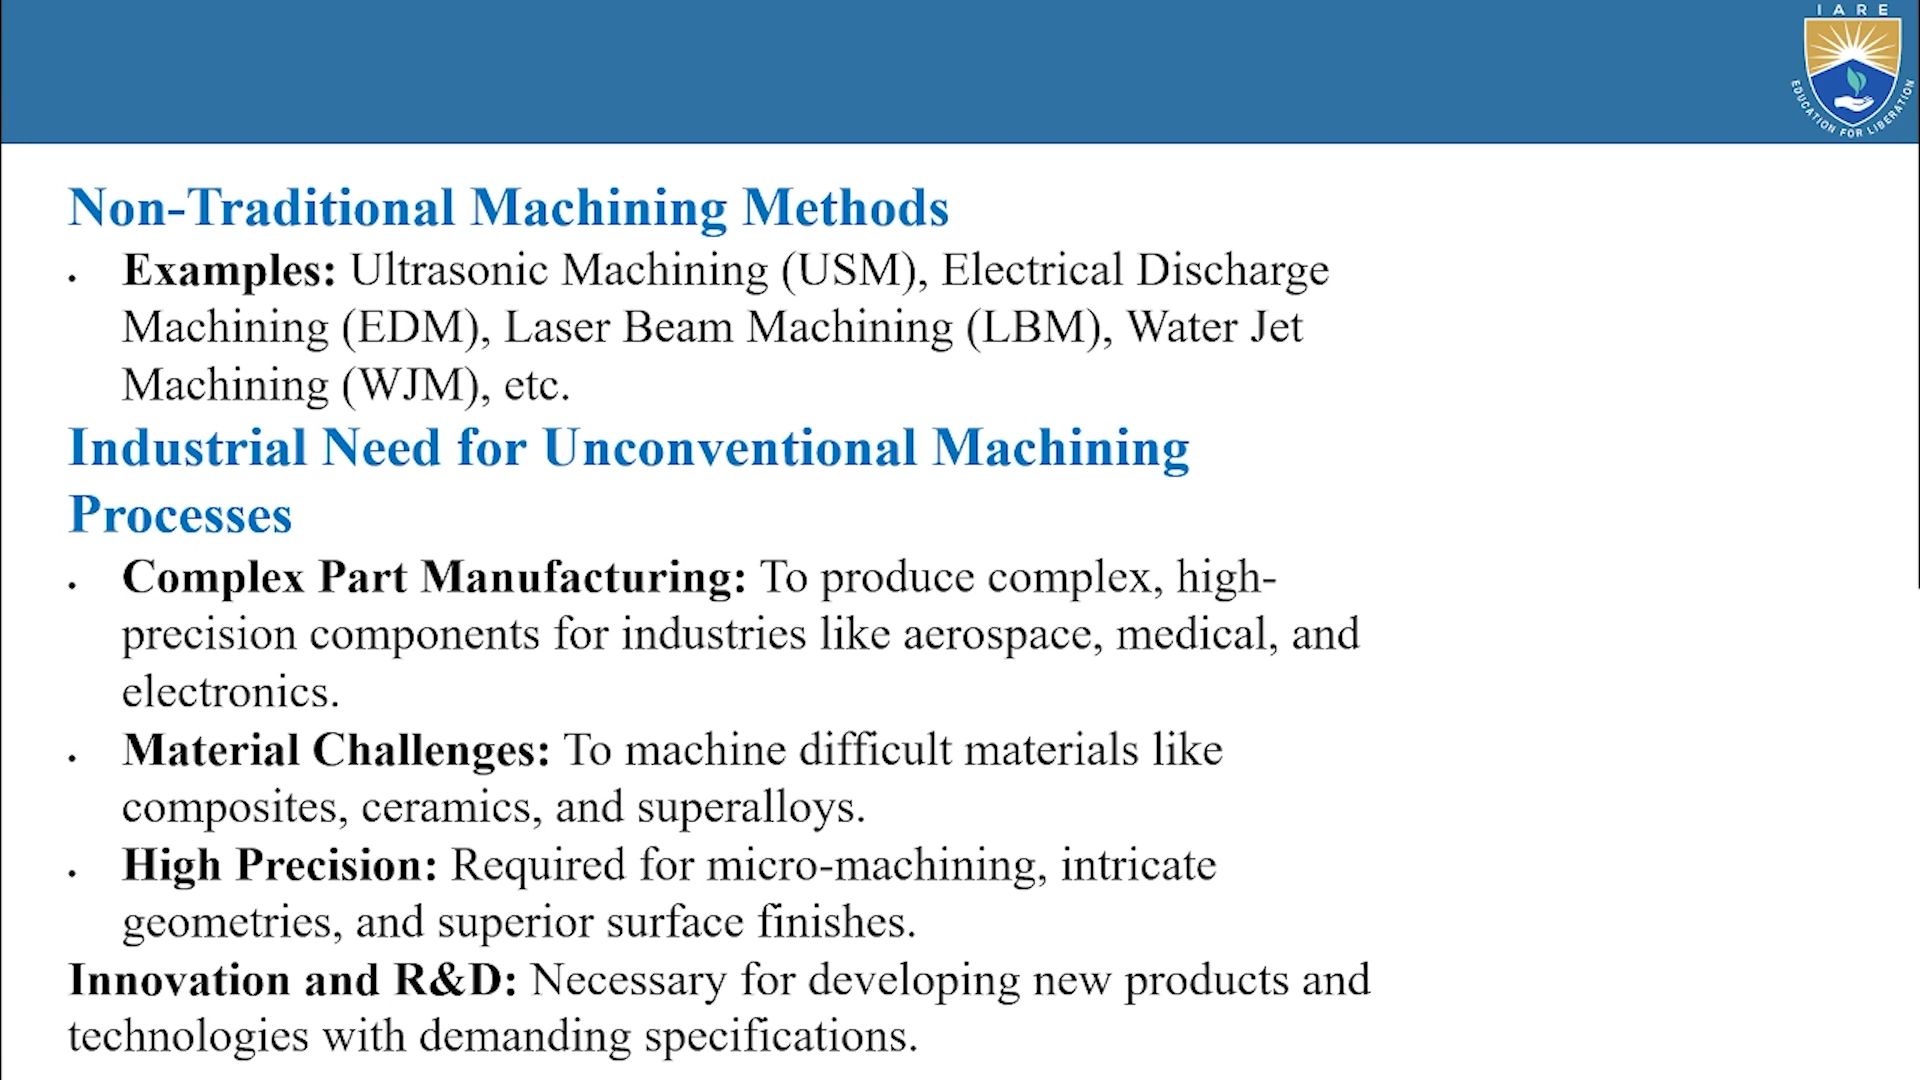 IARE
EDUCATION FOR LIBERATION
Non-Traditional Machining Methods
• Examples: Ultrasonic Machining (USM), Electrical Discharge
Machining (EDM), Laser Beam Machining (LBM), Water Jet
Machining (WJM), etc.
Industrial Need for Unconventional Machining
Processes
• Complex Part Manufacturing: To produce complex, high-
precision components for industries like aerospace, medical, and
electronics.
• Material Challenges: To machine difficult materials like
composites, ceramics, and superalloys.
• High Precision: Required for micro-machining, intricate
geometries, and superior surface finishes.
Innovation and R&D: Necessary for developing new products and
technologies with demanding specifications.